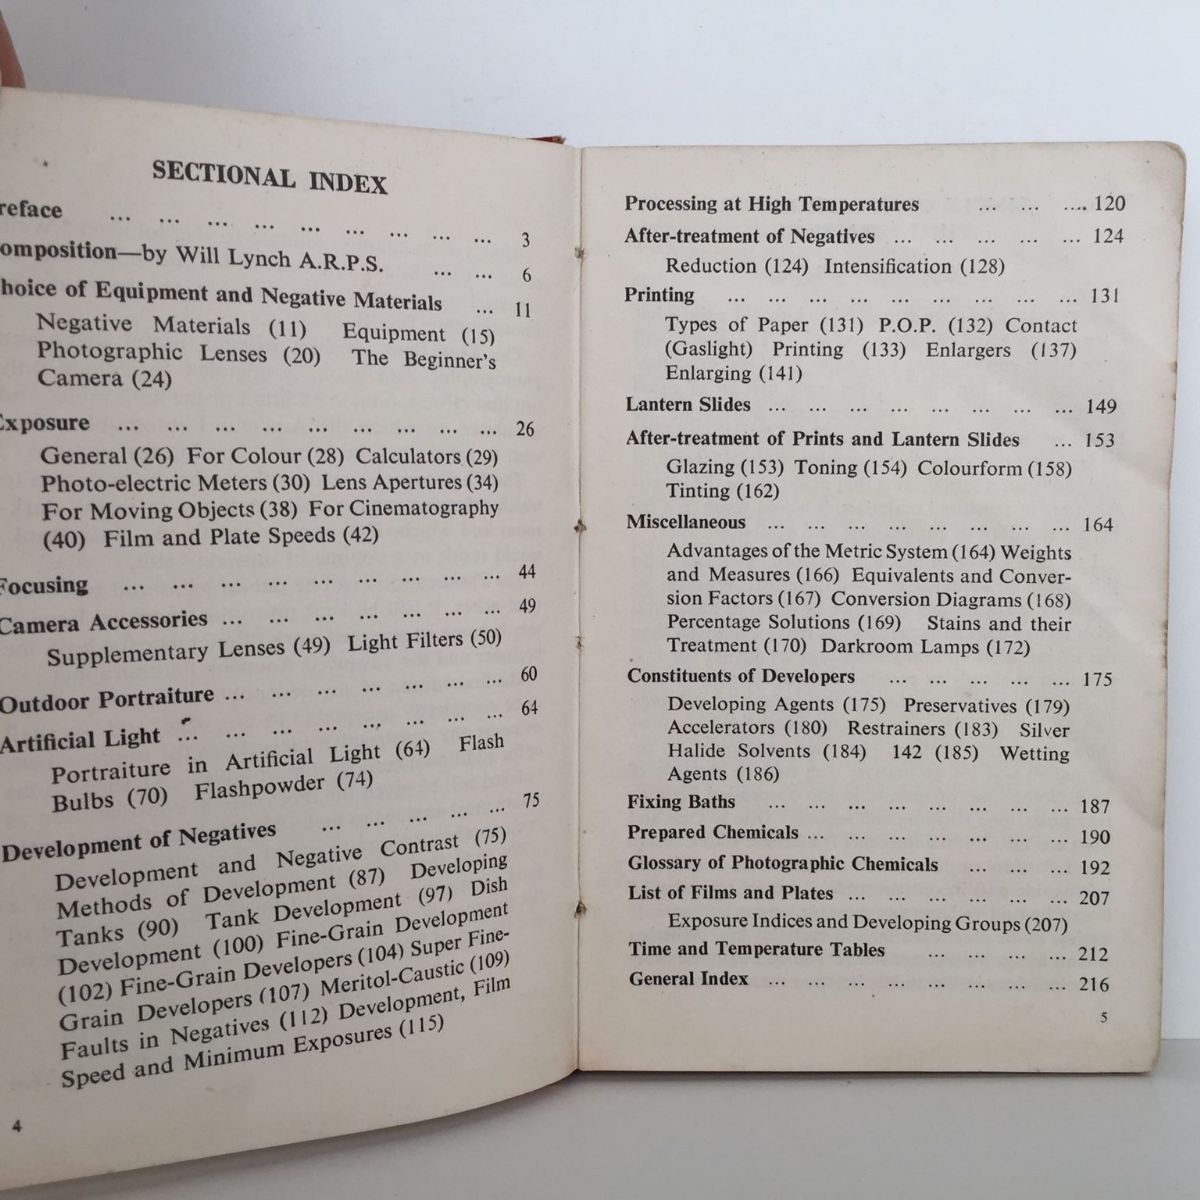 SECTIONAL INDEX
reface ... ... ... ... ... ... ... ... ... 3
omposition—by Will Lynch A.R.P.S. ... ... 6
hoice of Equipment and Negative Materials ... 11
Negative Materials (11) Equipment (15)
Photographic Lenses (20) The Beginner's
Camera (24)
Exposure ... ... ... ... ... ... ... ... ... 26
General (26) For Colour (28) Calculators (29)
Photo-electric Meters (30) Lens Apertures (34)
For Moving Objects (38) For Cinematography
(40) Film and Plate Speeds (42)
Focusing ... ... ... ... ... ... ... ... ... 44
Camera Accessories ... ... ... ... ... ... ... 49
Supplementary Lenses (49) Light Filters (50)
Outdoor Portraiture ... ... ... ... ... ... ... 60
Artificial Light ... ... ... ... ... ... ... ... 64
Portraiture in Artificial Light (64) Flash
Bulbs (70) Flashpowder (74)
Development of Negatives ... ... ... ... ... 75
Development and Negative Contrast (75)
Methods of Development (87) Developing
Tanks (90) Tank Development (97) Dish
Development (100) Fine-Grain Development
(102) Fine-Grain Developers (104) Super Fine-
Grain Developers (107) Meritol-Caustic (109)
Faults in Negatives (112) Development, Film
Speed and Minimum Exposures (115)
4
Processing at High Temperatures ... ... .... 120
After-treatment of Negatives ... ... ... ... ... 124
Reduction (124) Intensification (128)
Printing ... ... ... ... ... ... ... ... ... 131
Types of Paper (131) P.O.P. (132) Contact
(Gaslight) Printing (133) Enlargers (137)
Enlarging (141)
Lantern Slides ... ... ... ... ... ... ... ... 149
After-treatment of Prints and Lantern Slides ... 153
Glazing (153) Toning (154) Colourform (158)
Tinting (162)
Miscellaneous ... ... ... ... ... ... ... ... 164
Advantages of the Metric System (164) Weights
and Measures (166) Equivalents and Conver-
sion Factors (167) Conversion Diagrams (168)
Percentage Solutions (169) Stains and their
Treatment (170) Darkroom Lamps (172)
Constituents of Developers ... ... ... ... ... 175
Developing Agents (175) Preservatives (179)
Accelerators (180) Restrainers (183) Silver
Halide Solvents (184) 142 (185) Wetting
Agents (186)
Fixing Baths ... ... ... ... ... ... ... ... 187
Prepared Chemicals ... ... ... ... ... ... ... 190
Glossary of Photographic Chemicals ... ... ... 192
List of Films and Plates ... ... ... ... ... ... 207
Exposure Indices and Developing Groups (207)
Time and Temperature Tables ... ... ... ... 212
General Index ... ... ... ... ... ... ... ... 216
5